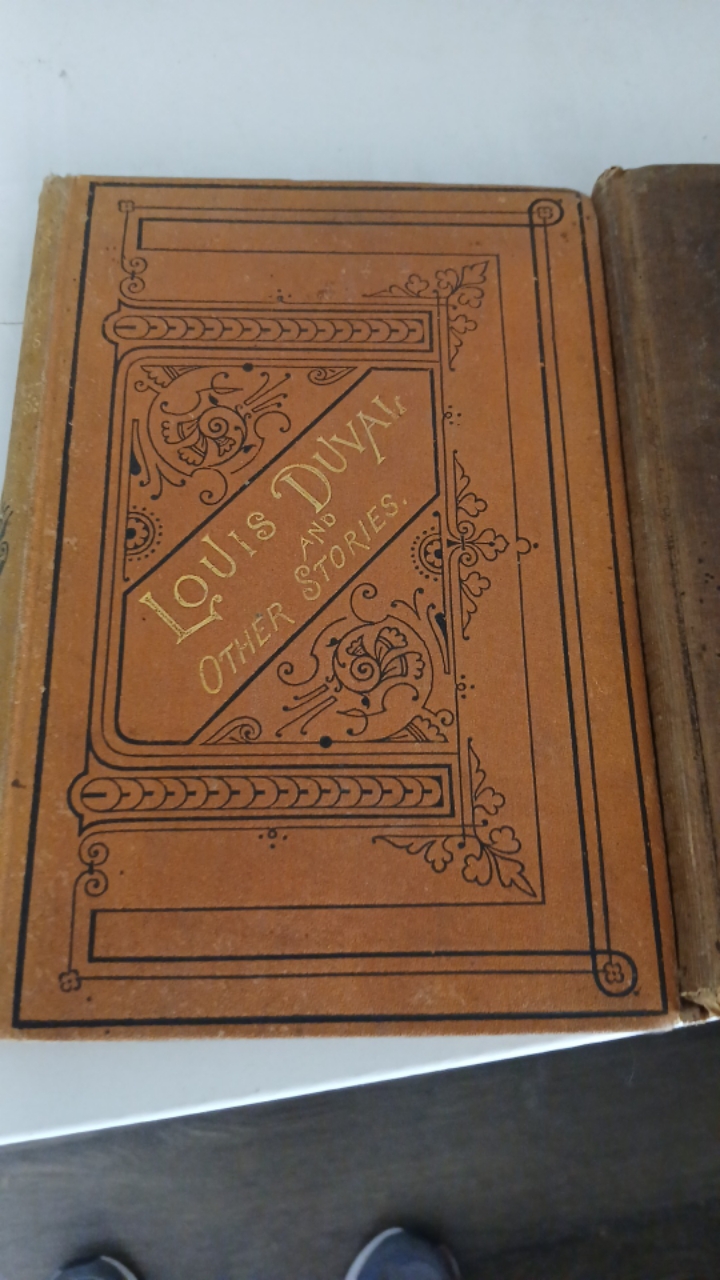 LOUIS DUVAL
AND
OTHER STORIES.